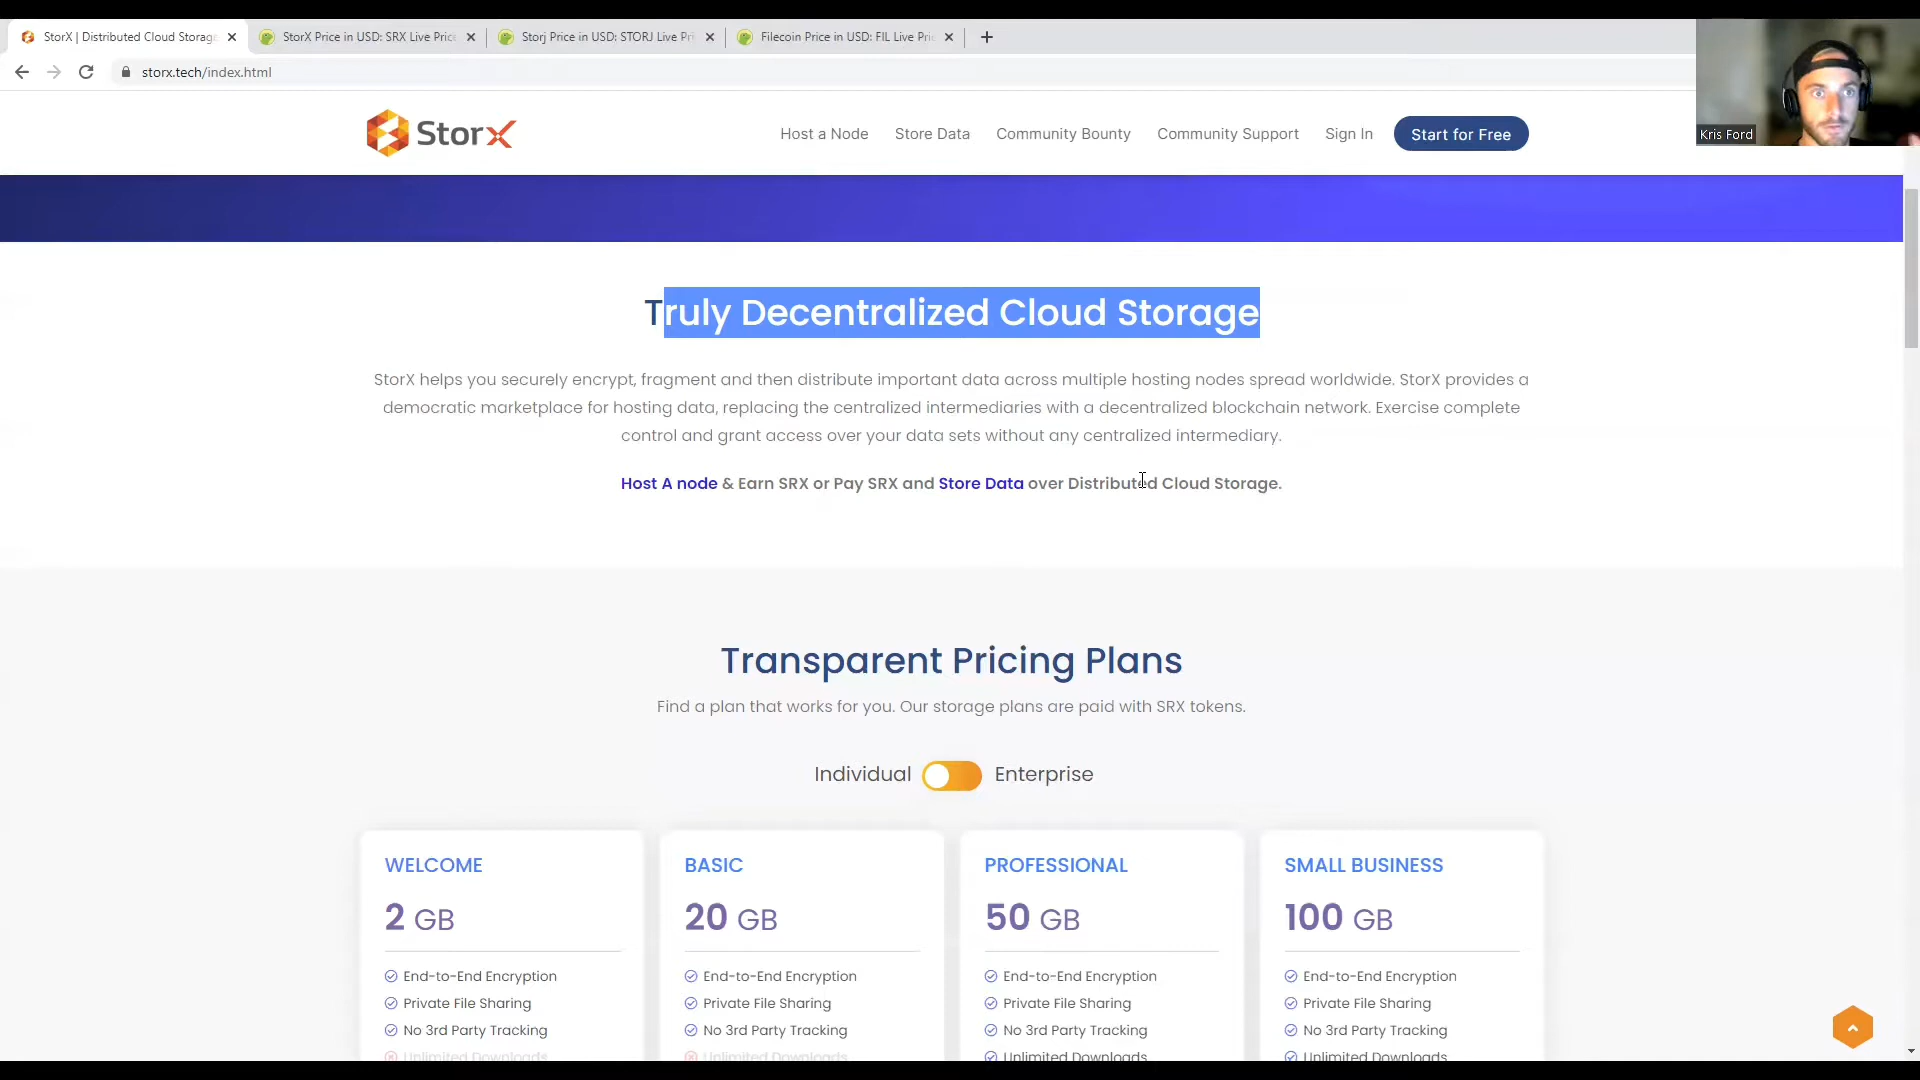 StorX | Distributed Cloud Storag
StorX Price in USD: SRX Live Pric
Storj Price in USD: STORJ Live Pri
Filecoin Price in USD: FIL Live Pri
storx.tech/index.html
StorX
Host a Node
Store Data
Community Bounty
Community Support
Sign In
Start for Free
Kris Ford
Truly Decentralized Cloud Storage
StorX helps you securely encrypt, fragment and then distribute important data across multiple hosting nodes spread worldwide. StorX provides a
democratic marketplace for hosting data, replacing the centralized intermediaries with a decentralized blockchain network. Exercise complete
control and grant access over your data sets without any centralized intermediary.
Host A node & Earn SRX or Pay SRX and Store Data over Distributed Cloud Storage.
Transparent Pricing Plans
Find a plan that works for you. Our storage plans are paid with SRX tokens.
Individual
Enterprise
WELCOME
2 GB
End-to-End Encryption
Private File Sharing
No 3rd Party Tracking
Unlimited Downloads
BASIC
20 GB
End-to-End Encryption
Private File Sharing
No 3rd Party Tracking
Unlimited Downloads
PROFESSIONAL
50 GB
End-to-End Encryption
Private File Sharing
No 3rd Party Tracking
Unlimited Downloads
SMALL BUSINESS
100 GB
End-to-End Encryption
Private File Sharing
No 3rd Party Tracking
Unlimited Downloads